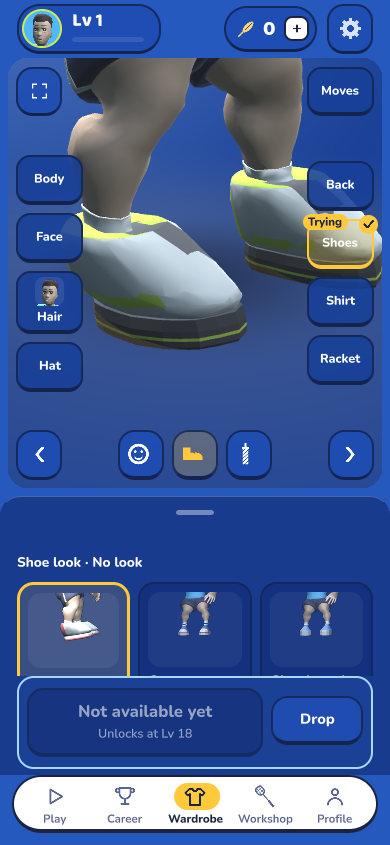 Lv 1
0
+
Moves
Body
Back
Trying
Face
Shoes
Hair
Shirt
Hat
Racket
Shoe look · No look
Not available yet
Unlocks at Lv 18
Drop
Play
Career
Wardrobe
Workshop
Profile